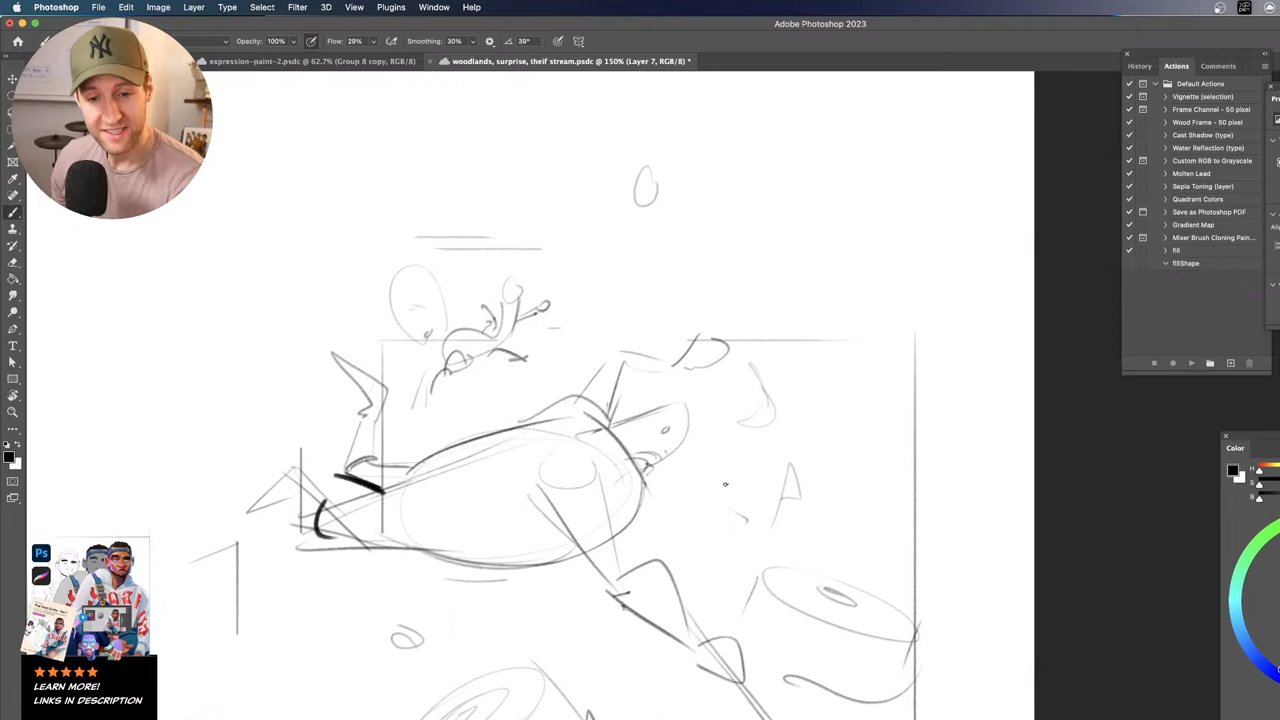 Photoshop File Edit Image Layer Type Select Filter 3D View Plugins Window Help
Adobe Photoshop 2023
Opacity: 100% Flow: 29% Smoothing: 30% 39°
expression-paint-2.psdc @ 62.7% (Group 8 copy, RGB/8)
woodlands, surprise, theif stream.psdc @ 150% (Layer 7, RGB/8) *
History Actions Comments
Default Actions
Vignette (selection)
Frame Channel - 50 pixel
Wood Frame - 50 pixel
Cast Shadow (type)
Water Reflection (type)
Custom RGB to Grayscale
Molten Lead
Sepia Toning (layer)
Quadrant Colors
Save as Photoshop PDF
Gradient Map
Mixer Brush Cloning Pain...
fill
fillShape
Color
H
S
B
Ps
LEARN MORE!
LINKS IN DESCRIPTION